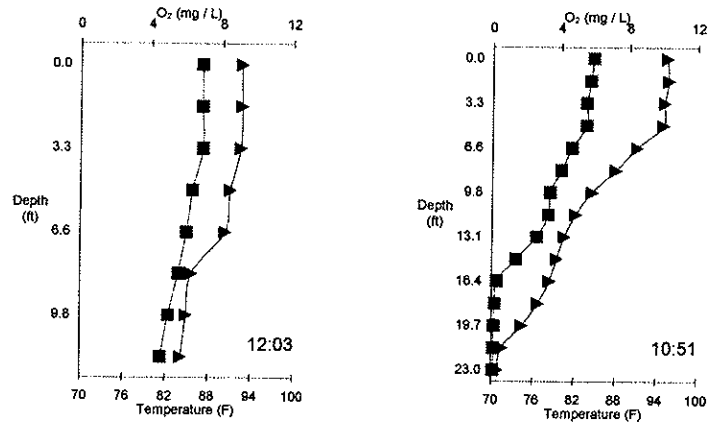 O₂ (mg / L)
0 4 8 12
0.0
3.3
Depth
(ft)
6.6
9.8
12:03
70 76 82 88 94 100
Temperature (F)
O₂ (mg / L)
0 4 8 12
0.0
3.3
6.6
Depth
(ft)
9.8
13.1
16.4
19.7
23.0
10:51
70 76 82 88 94 100
Temperature (F)